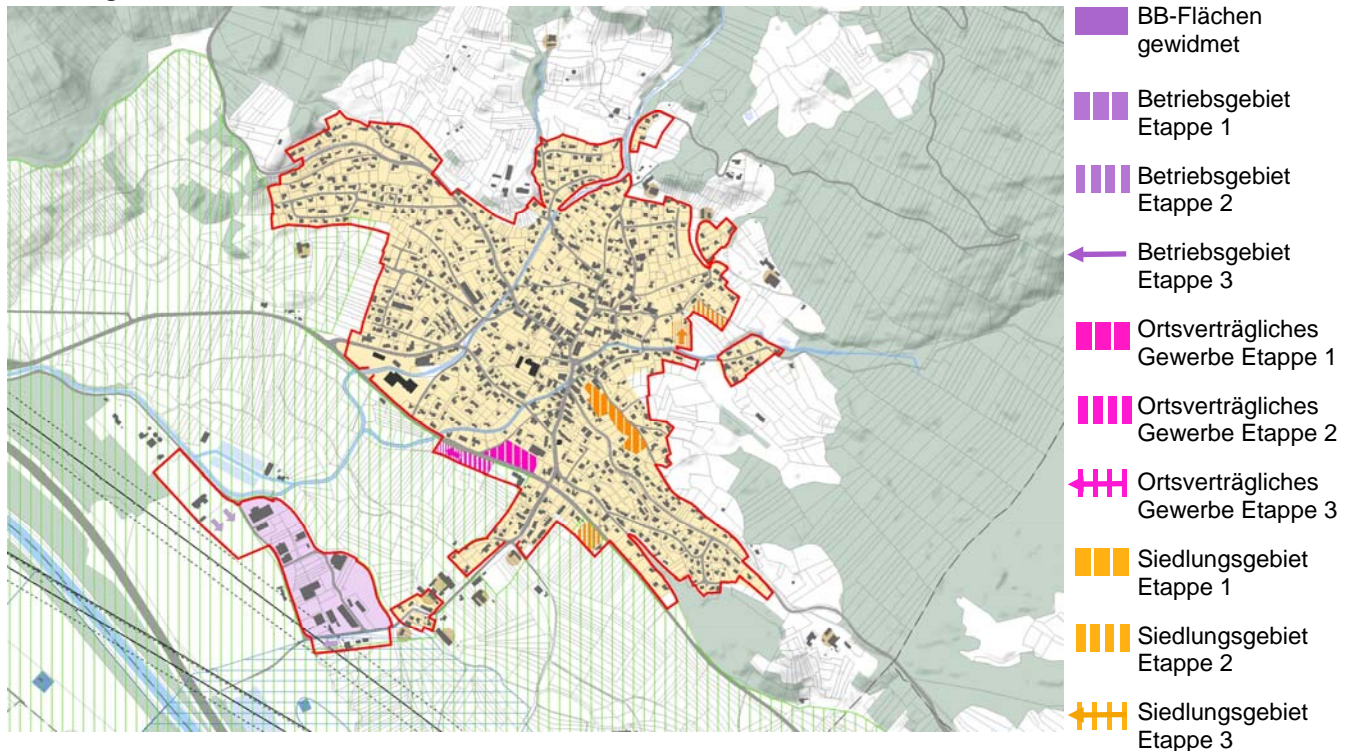 BB-Flächen
gewidmet
Betriebsgebiet
Etappe 1
Betriebsgebiet
Etappe 2
Betriebsgebiet
Etappe 3
Ortsverträgliches
Gewerbe Etappe 1
Ortsverträgliches
Gewerbe Etappe 2
Ortsverträgliches
Gewerbe Etappe 3
Siedlungsgebiet
Etappe 1
Siedlungsgebiet
Etappe 2
Siedlungsgebiet
Etappe 3